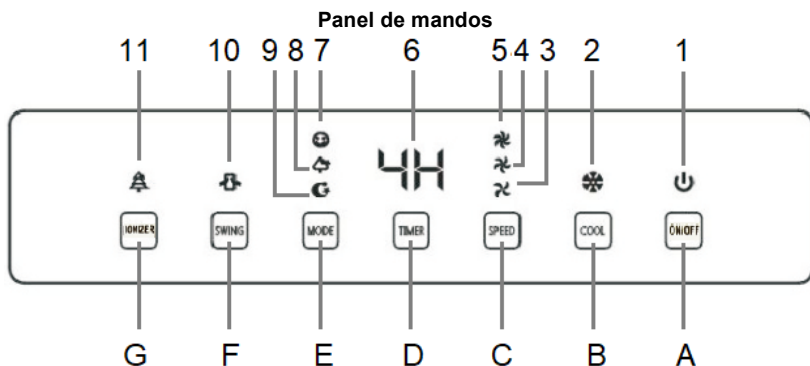 Panel de mandos
11 10 9 8 7 6 5 4 3 2 1
4H
IONIZER SWING MODE TIMER SPEED COOL ON/OFF
G F E D C B A